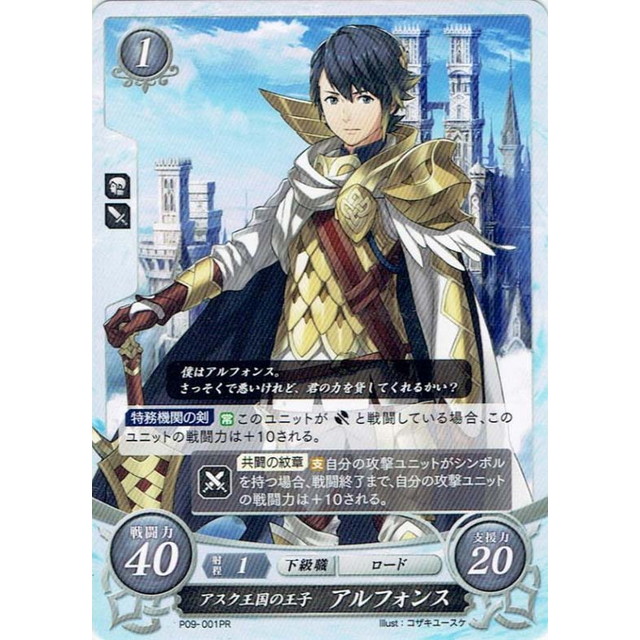 1
僕はアルフォンス。
さっそくで悪いけれど、君の力を貸してくれるかい？
特務機関の剣 常このユニットが と戦闘している場合、この
ユニットの戦闘力は＋10される。
共闘の紋章 支自分の攻撃ユニットがシンボル
を持つ場合、戦闘終了まで、自分の攻撃ユニット
の戦闘力は＋10される。
戦闘力
40
射程 1 下級職 ロード
支援力
20
アスク王国の王子 アルフォンス
P09-001PR Illust：コザキユースケ